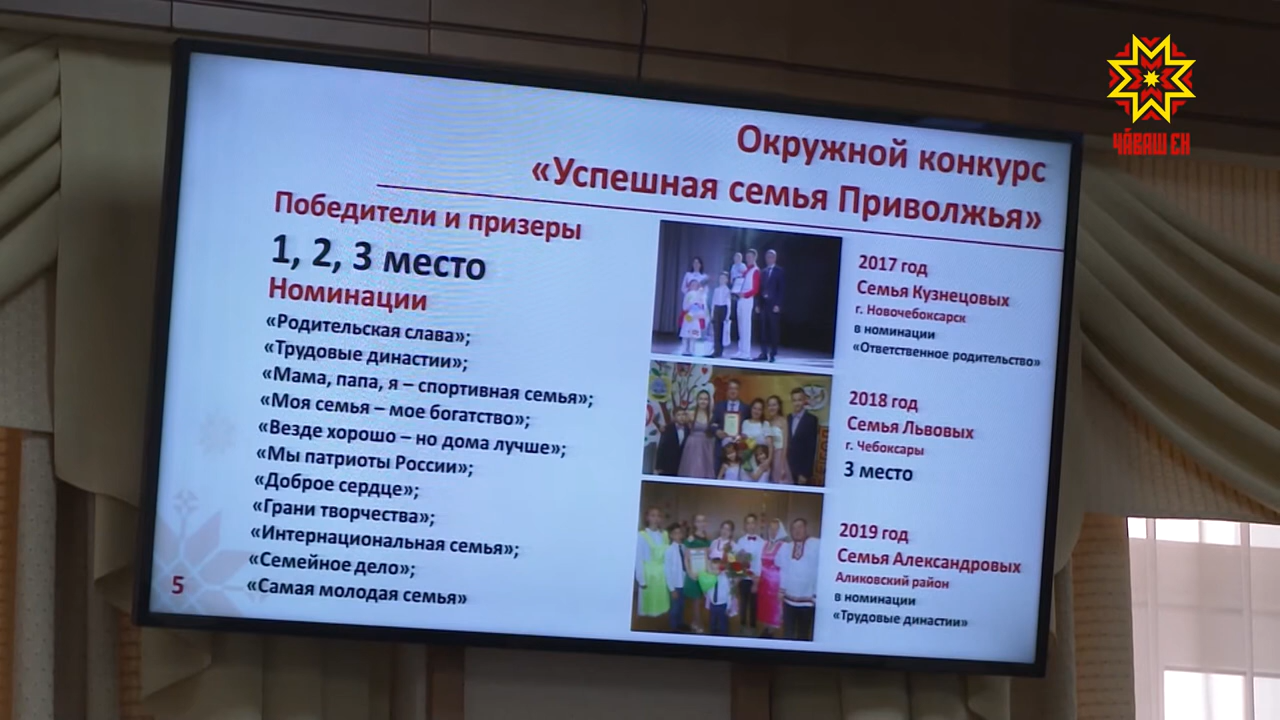 ЧĂВАШ ЕН
Окружной конкурс
«Успешная семья Приволжья»
Победители и призеры
1, 2, 3 место
Номинации
«Родительская слава»;
«Трудовые династии»;
«Мама, папа, я – спортивная семья»;
«Моя семья – мое богатство»;
«Везде хорошо – но дома лучше»;
«Мы патриоты России»;
«Доброе сердце»;
«Грани творчества»;
«Интернациональная семья»;
«Семейное дело»;
«Самая молодая семья»
5
2017 год
Семья Кузнецовых
г. Новочебоксарск
в номинации
«Ответственное родительство»
2018 год
Семья Львовых
г. Чебоксары
3 место
2019 год
Семья Александровых
Аликовский район
в номинации
«Трудовые династии»